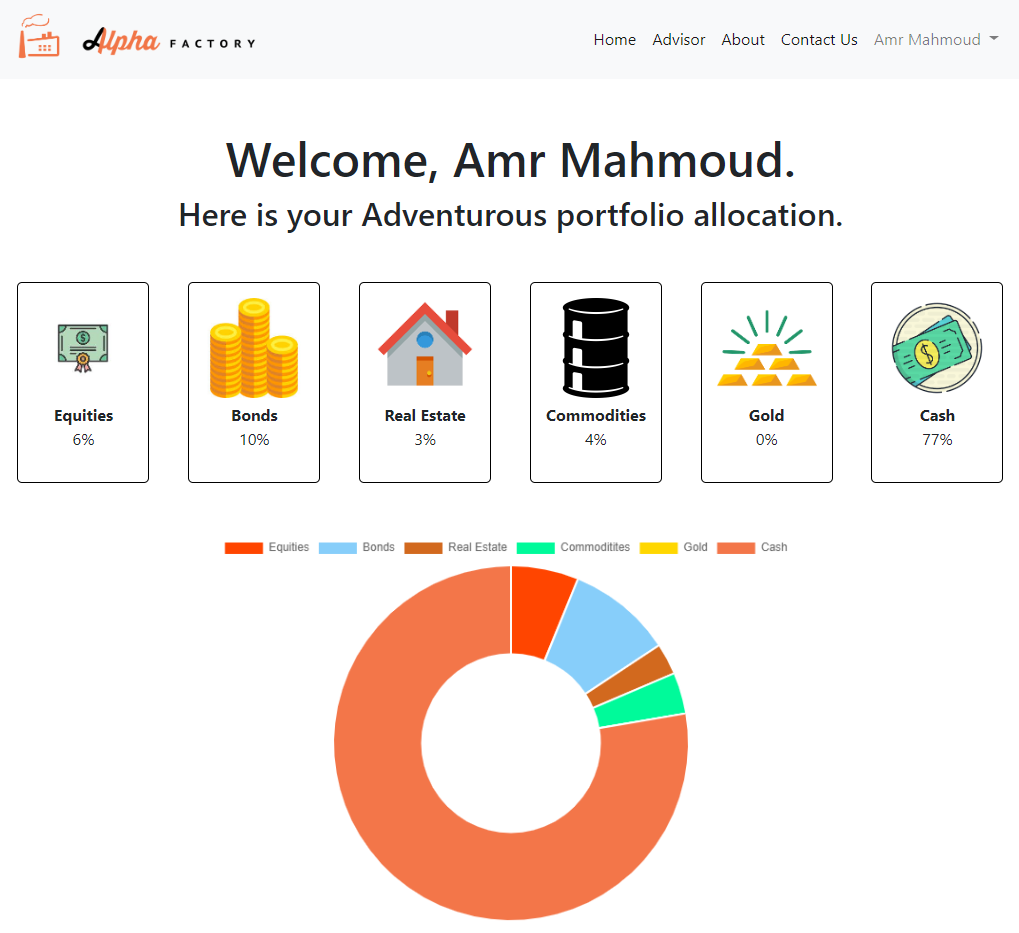 Alpha FACTORY
Home Advisor About Contact Us Amr Mahmoud
Welcome, Amr Mahmoud.
Here is your Adventurous portfolio allocation.
Equities Bonds Real Estate Commodities Gold Cash
6% 10% 3% 4% 0% 77%
Equities Bonds Real Estate Commoditites Gold Cash